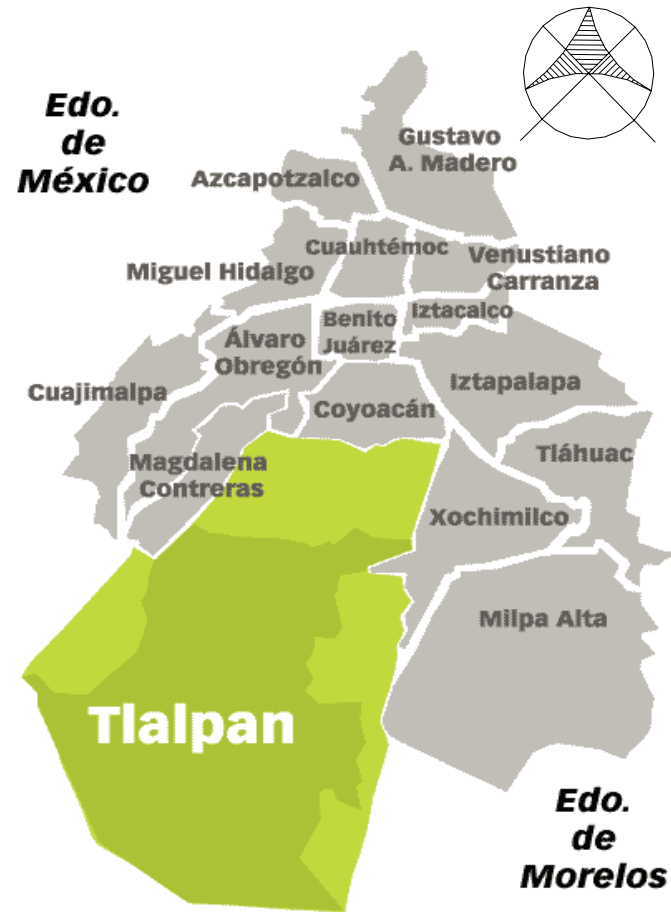 Edo.
de
México
Gustavo
A. Madero
Azcapotzalco
Cuauhtémoc
Venustiano
Carranza
Miguel Hidalgo
Iztacalco
Benito
Juárez
Álvaro
Obregón
Cuajimalpa
Iztapalapa
Coyoacán
Tláhuac
Magdalena
Contreras
Xochimilco
Milpa Alta
Tlalpan
Edo.
de
Morelos